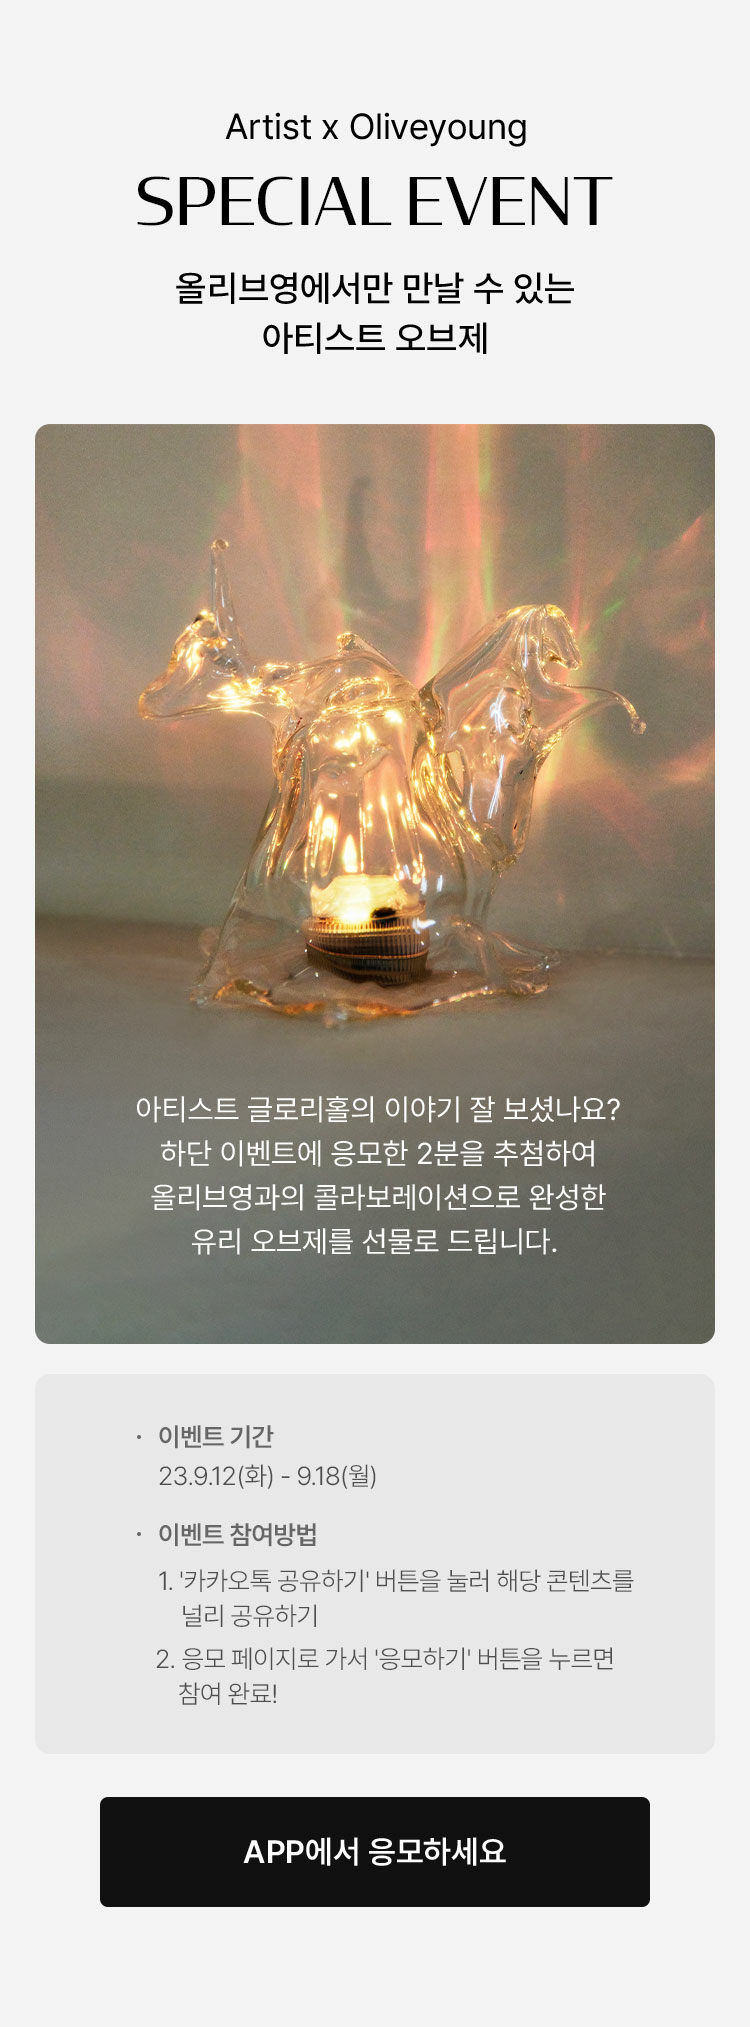 Artist x Oliveyoung
SPECIAL EVENT
올리브영에서만 만날 수 있는
아티스트 오브제
아티스트 글로리홀의 이야기 잘 보셨나요?
하단 이벤트에 응모한 2분을 추첨하여
올리브영과의 콜라보레이션으로 완성한
유리 오브제를 선물로 드립니다.
· 이벤트 기간
23.9.12(화) - 9.18(월)
· 이벤트 참여방법
1. '카카오톡 공유하기' 버튼을 눌러 해당 콘텐츠를
널리 공유하기
2. 응모 페이지로 가서 '응모하기' 버튼을 누르면
참여 완료!
APP에서 응모하세요